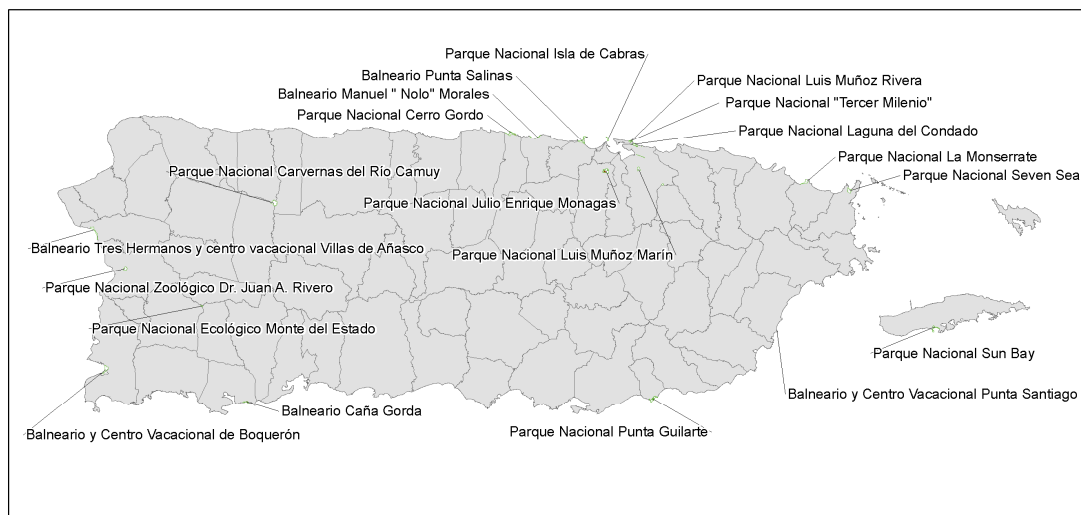 Parque Nacional Isla de Cabras
Balneario Punta Salinas
Parque Nacional Luis Muñoz Rivera
Balneario Manuel " Nolo" Morales
Parque Nacional "Tercer Milenio"
Parque Nacional Cerro Gordo
Parque Nacional Laguna del Condado
Parque Nacional La Monserrate
Parque Nacional Carvernas del Río Camuy
Parque Nacional Seven Sea
Parque Nacional Julio Enrique Monagas
Balneario Tres Hermanos y centro vacacional Villas de Añasco
Parque Nacional Luis Muñoz Marín
Parque Nacional Zoológico Dr. Juan A. Rivero
Parque Nacional Ecológico Monte del Estado
Parque Nacional Sun Bay
Balneario y Centro Vacacional Punta Santiago
Balneario Caña Gorda
Balneario y Centro Vacacional de Boquerón
Parque Nacional Punta Guilarte